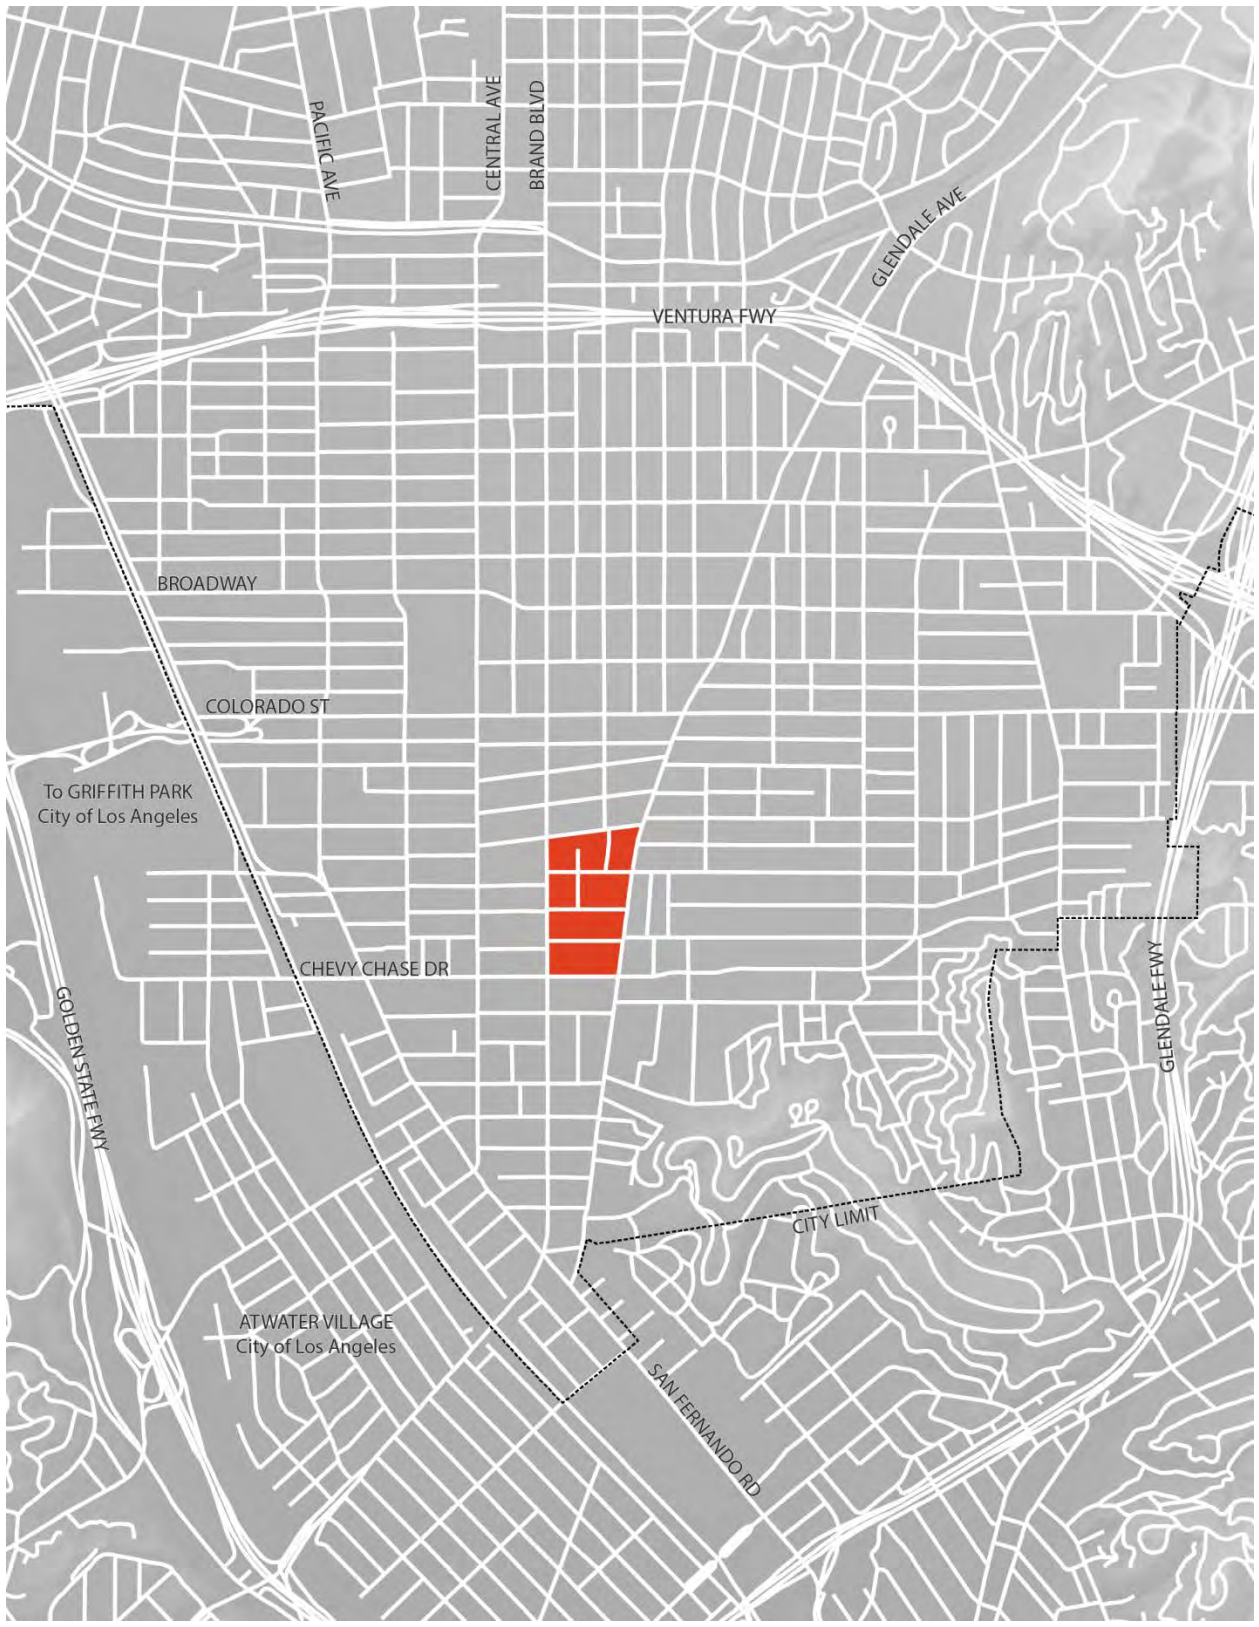 PACIFIC AVE
CENTRAL AVE
BRAND BLVD
GLENDALE AVE
VENTURA FWY
BROADWAY
COLORADO ST
To GRIFFITH PARK
City of Los Angeles
CHEVY CHASE DR
GOLDEN STATE FWY
GLENDALE FWY
CITY LIMIT
ATWATER VILLAGE
City of Los Angeles
SAN FERNANDO RD